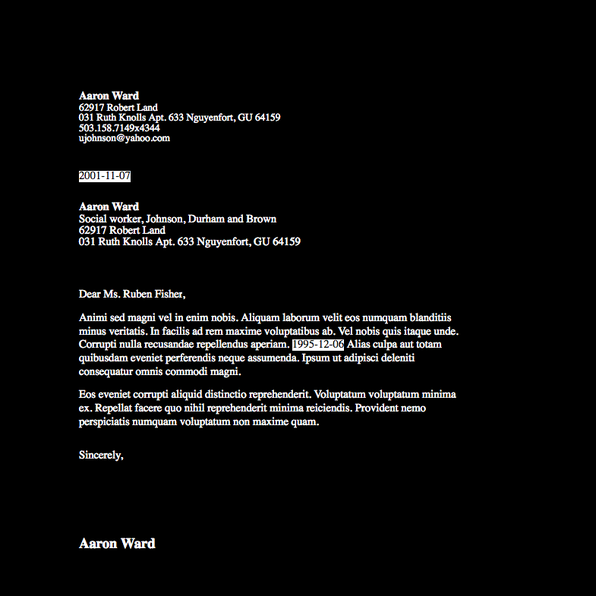 Aaron Ward
62917 Robert Land
031 Ruth Knolls Apt. 633 Nguyenfort, GU 64159
503.158.7149x4344
ujohnson@yahoo.com
2001-11-07
Aaron Ward
Social worker, Johnson, Durham and Brown
62917 Robert Land
031 Ruth Knolls Apt. 633 Nguyenfort, GU 64159
Dear Ms. Ruben Fisher,
Animi sed magni vel in enim nobis. Aliquam laborum velit eos numquam blanditiis
minus veritatis. In facilis ad rem maxime voluptatibus ab. Vel nobis quis itaque unde.
Corrupti nulla recusandae repellendus aperiam. 1995-12-06 Alias culpa aut totam
quibusdam eveniet perferendis neque assumenda. Ipsum ut adipisci deleniti
consequatur omnis commodi magni.
Eos eveniet corrupti aliquid distinctio reprehenderit. Voluptatum voluptatum minima
ex. Repellat facere quo nihil reprehenderit minima reiciendis. Provident nemo
perspiciatis numquam voluptatum non maxime quam.
Sincerely,
Aaron Ward